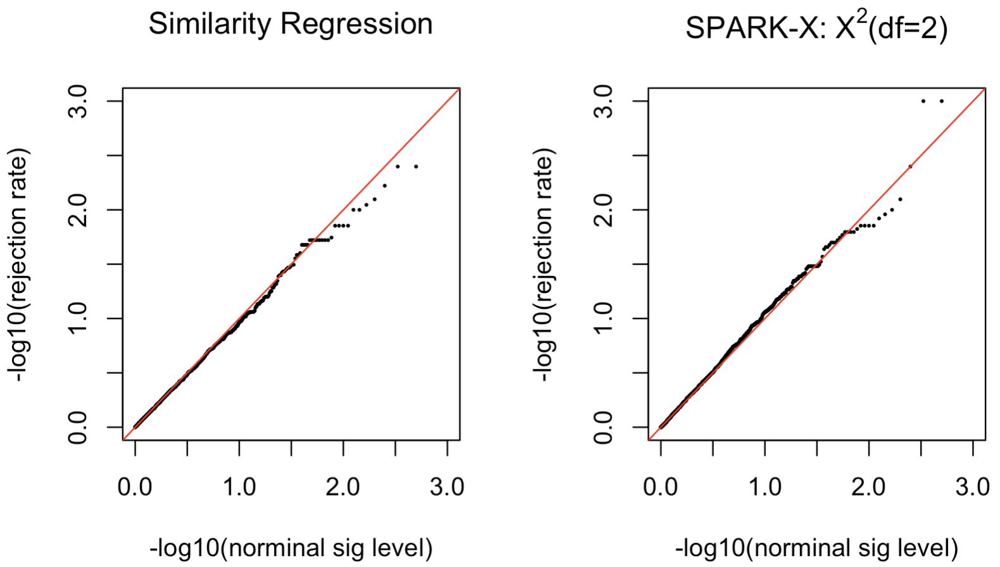 Similarity Regression
-log10(rejection rate)
3.0
2.0
1.0
0.0
0.0 1.0 2.0 3.0
-log10(norminal sig level)
SPARK-X: X²(df=2)
-log10(rejection rate)
3.0
2.0
1.0
0.0
0.0 1.0 2.0 3.0
-log10(norminal sig level)